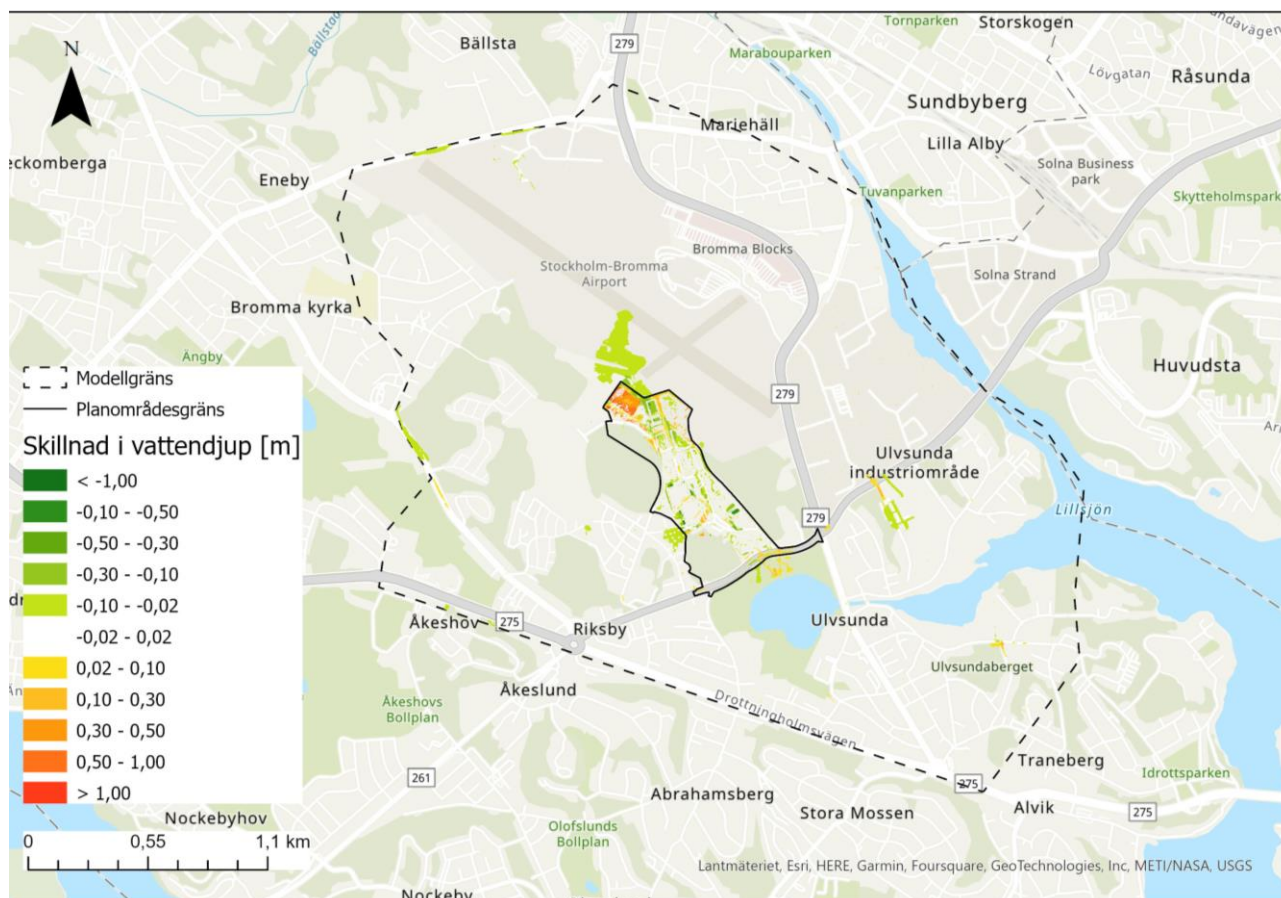 Bällsta
279
Tornparken
Storskogen
Marabouparken
Lövgatan
Råsunda
N
Sundbyberg
Mariehäll
Lilla Alby
Solna Business
park
eckomberga
Eneby
Tuvanparken
Skytteholmspark
Bromma Blocks
Stockholm-Bromma
Airport
Solna Strand
Bromma kyrka
Ängby
Huvudsta
Modellgräns
279
Planområdesgräns
Skillnad i vattendjup [m]
< -1,00
-0,10 - -0,50
-0,50 - -0,30
-0,30 - -0,10
-0,10 - -0,02
-0,02 - 0,02
0,02 - 0,10
0,10 - 0,30
0,30 - 0,50
0,50 - 1,00
> 1,00
Ulvsunda
industriområde
279
Lillsjön
Åkeshov
275
Riksby
Ulvsunda
Ulvsundaberget
Åkeslund
Åkeshovs
Bollplan
Drottningholmsvägen
261
Traneberg
Idrottsparken
275
Abrahamsberg
Stora Mossen
Alvik
275
Nockebyhov
Olofslunds
Bollplan
0 0,55 1,1 km
Nockeby
Lantmäteriet, Esri, HERE, Garmin, Foursquare, GeoTechnologies, Inc, METI/NASA, USGS